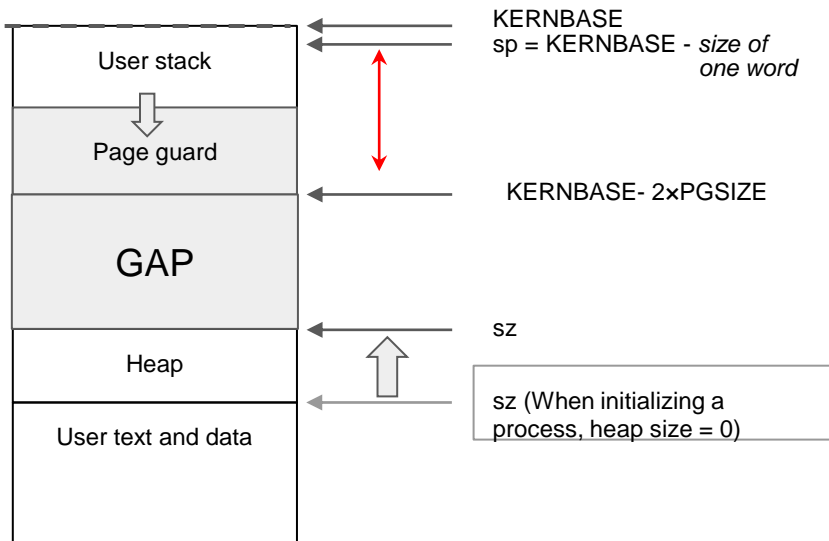 KERNBASE
sp = KERNBASE - size of
one word
User stack
Page guard
KERNBASE- 2×PGSIZE
GAP
sz
Heap
sz (When initializing a
process, heap size = 0)
User text and data